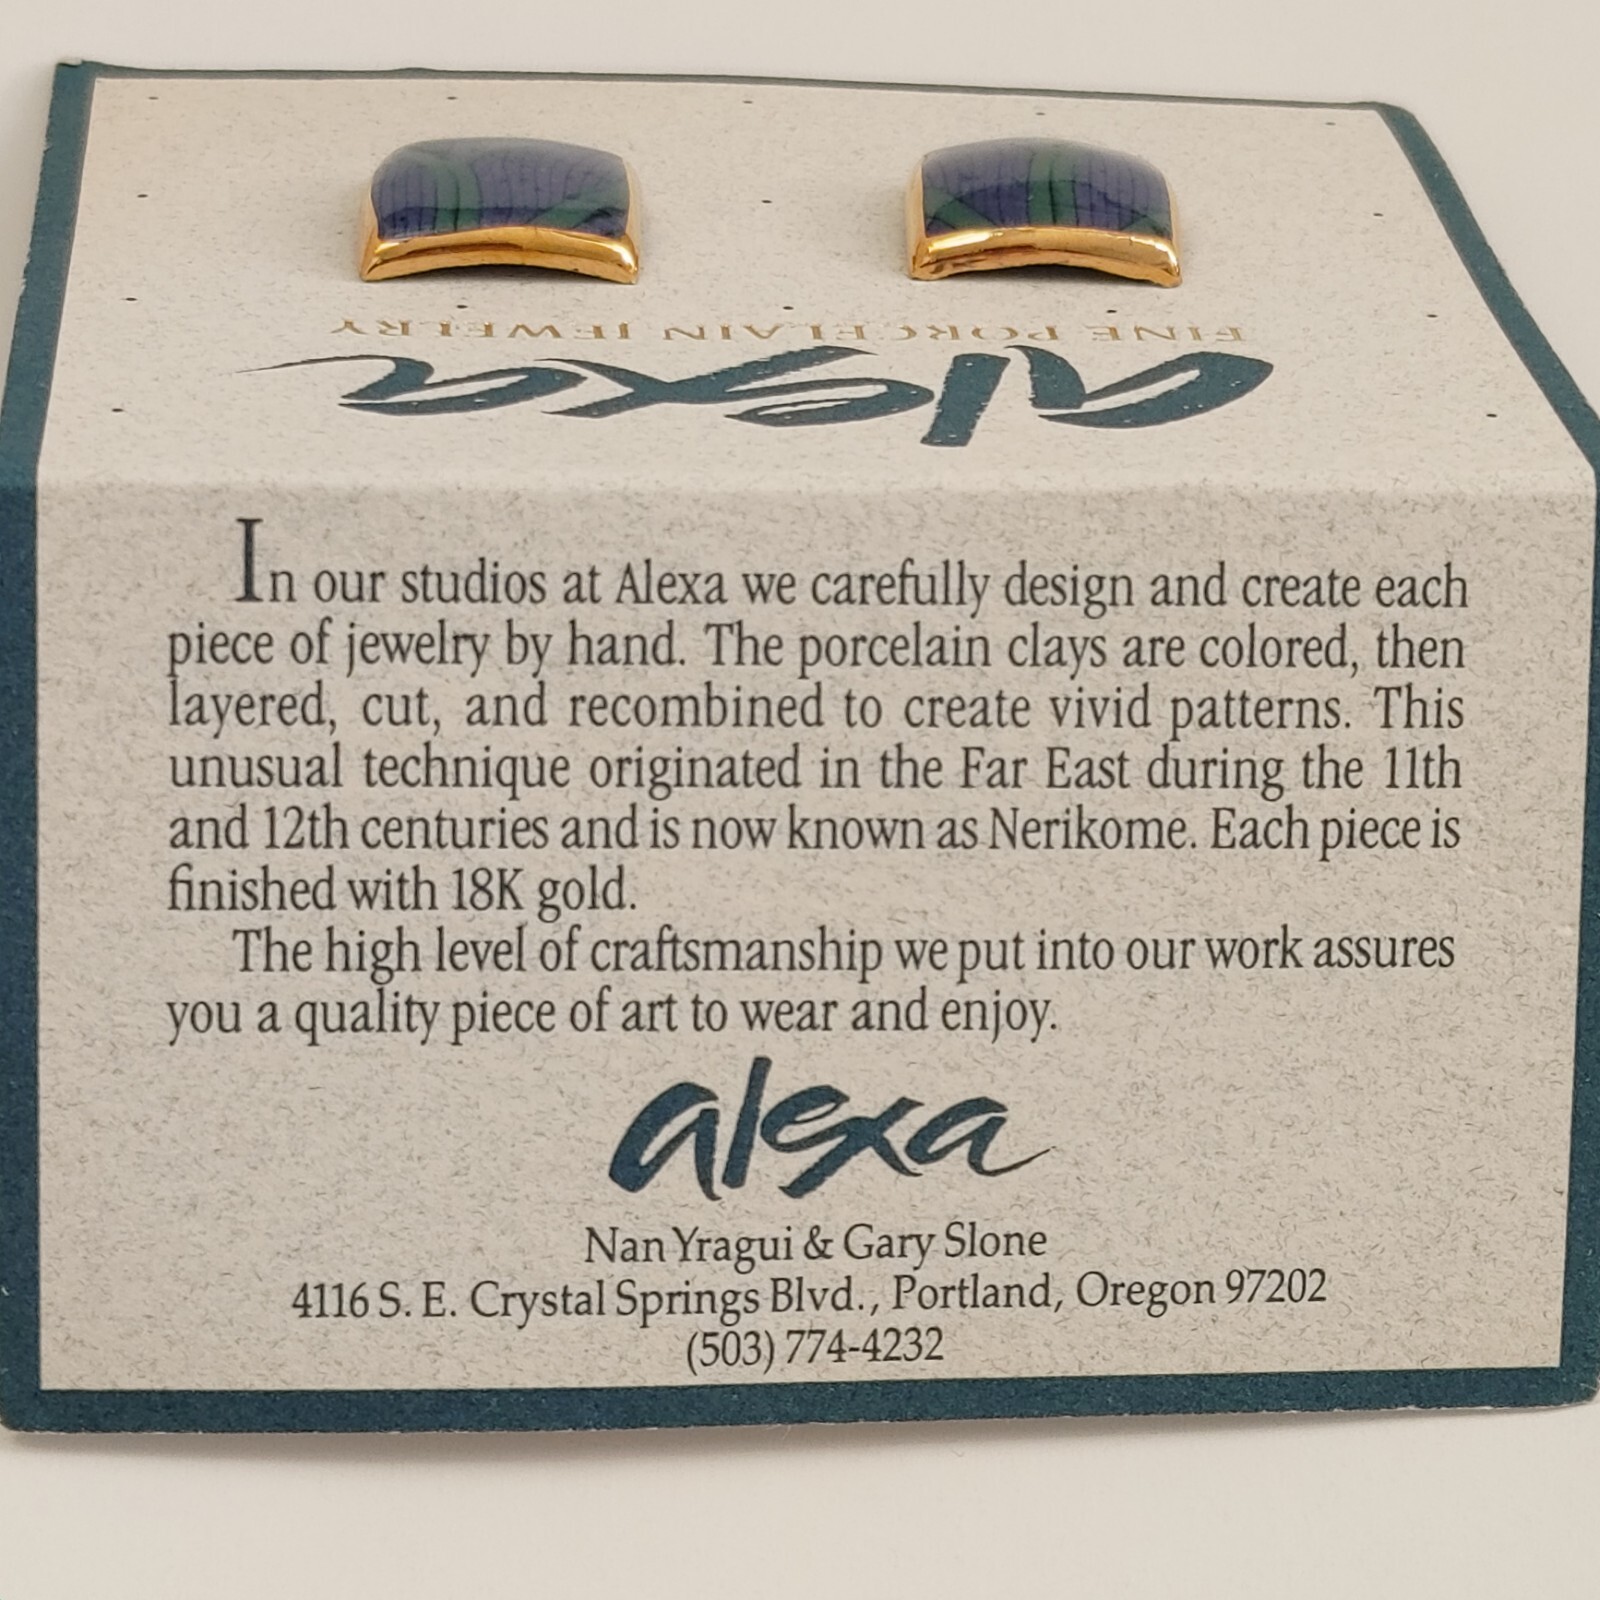 FINE PORCELAIN JEWELRY
alexa
In our studios at Alexa we carefully design and create each
piece of jewelry by hand. The porcelain clays are colored, then
layered, cut, and recombined to create vivid patterns. This
unusual technique originated in the Far East during the 11th
and 12th centuries and is now known as Nerikome. Each piece is
finished with 18K gold.
The high level of craftsmanship we put into our work assures
you a quality piece of art to wear and enjoy.
alexa
Nan Yragui & Gary Slone
4116 S. E. Crystal Springs Blvd., Portland, Oregon 97202
(503) 774-4232